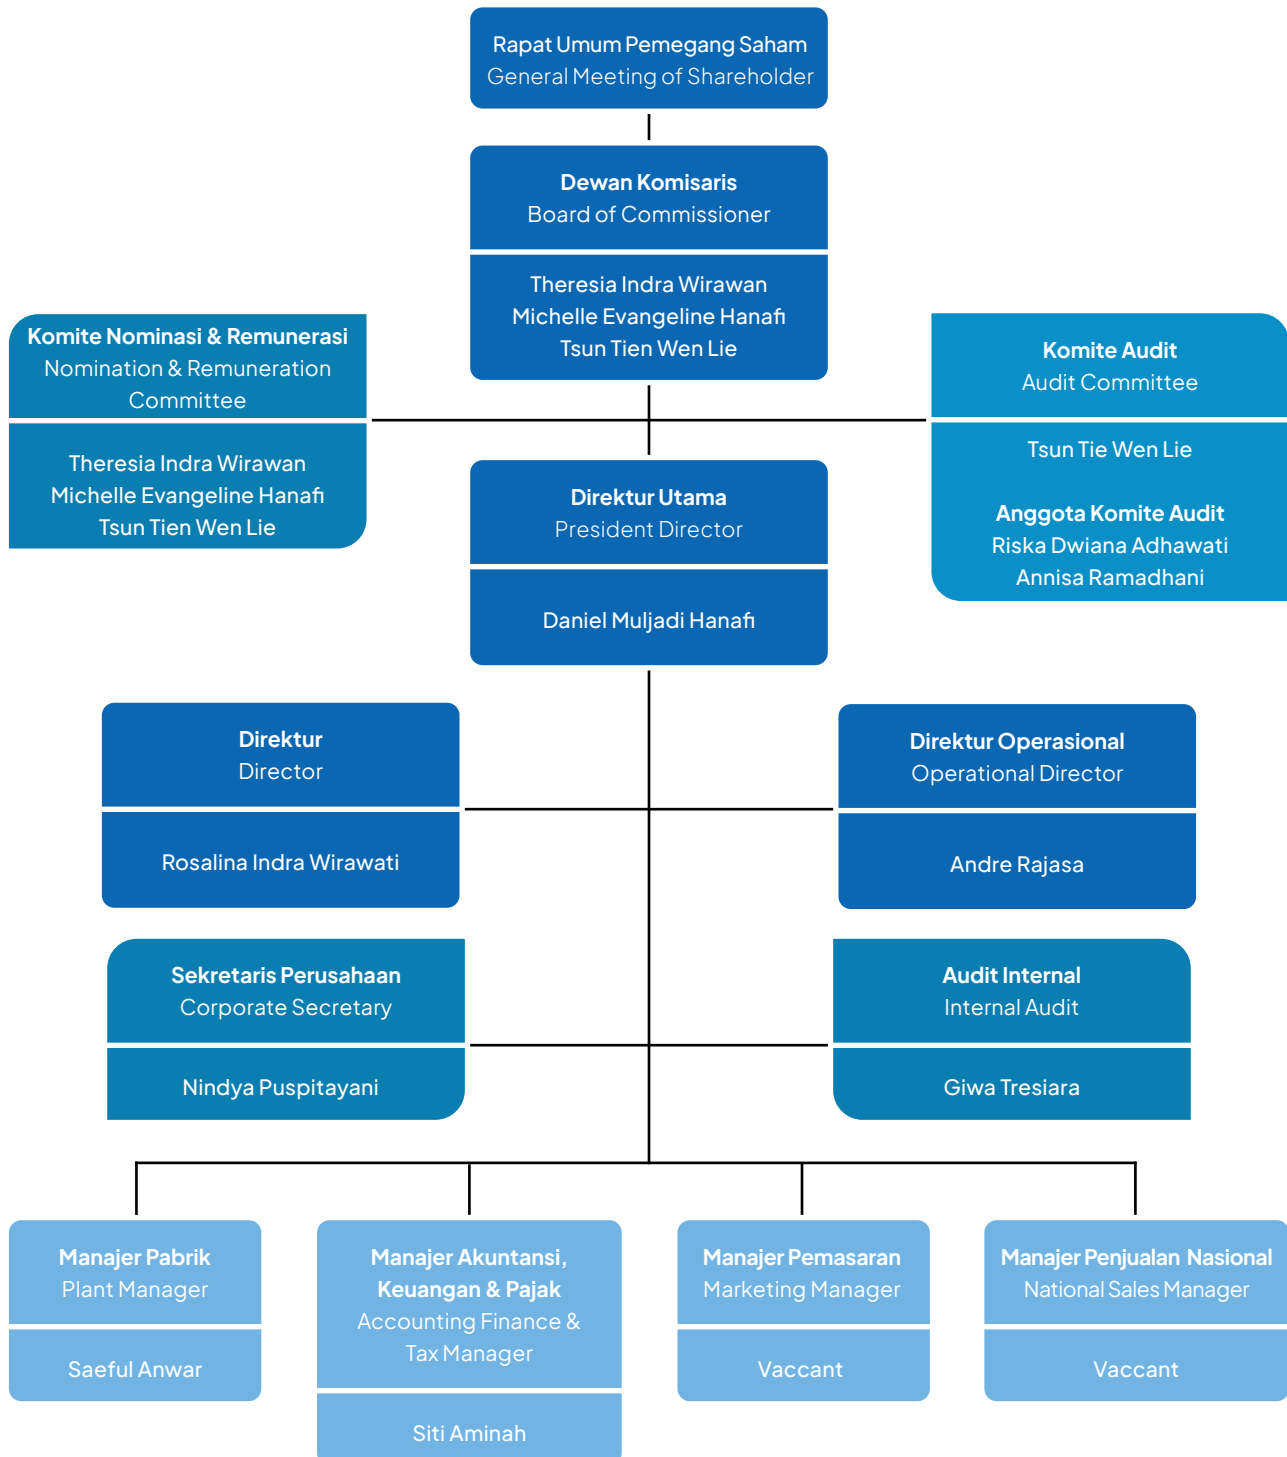 Rapat Umum Pemegang Saham
General Meeting of Shareholder
Dewan Komisaris
Board of Commissioner
Theresia Indra Wirawan
Michelle Evangeline Hanafi
Tsun Tien Wen Lie
Komite Nominasi & Remunerasi
Nomination & Remuneration
Committee
Theresia Indra Wirawan
Michelle Evangeline Hanafi
Tsun Tien Wen Lie
Komite Audit
Audit Committee
Tsun Tie Wen Lie
Anggota Komite Audit
Riska Dwiana Adhawati
Annisa Ramadhani
Direktur Utama
President Director
Daniel Muljadi Hanafi
Direktur
Director
Rosalina Indra Wirawati
Direktur Operasional
Operational Director
Andre Rajasa
Sekretaris Perusahaan
Corporate Secretary
Nindya Puspitayani
Audit Internal
Internal Audit
Giwa Tresiara
Manajer Pabrik
Plant Manager
Saeful Anwar
Manajer Akuntansi,
Keuangan & Pajak
Accounting Finance &
Tax Manager
Siti Aminah
Manajer Pemasaran
Marketing Manager
Vaccant
Manajer Penjualan Nasional
National Sales Manager
Vaccant